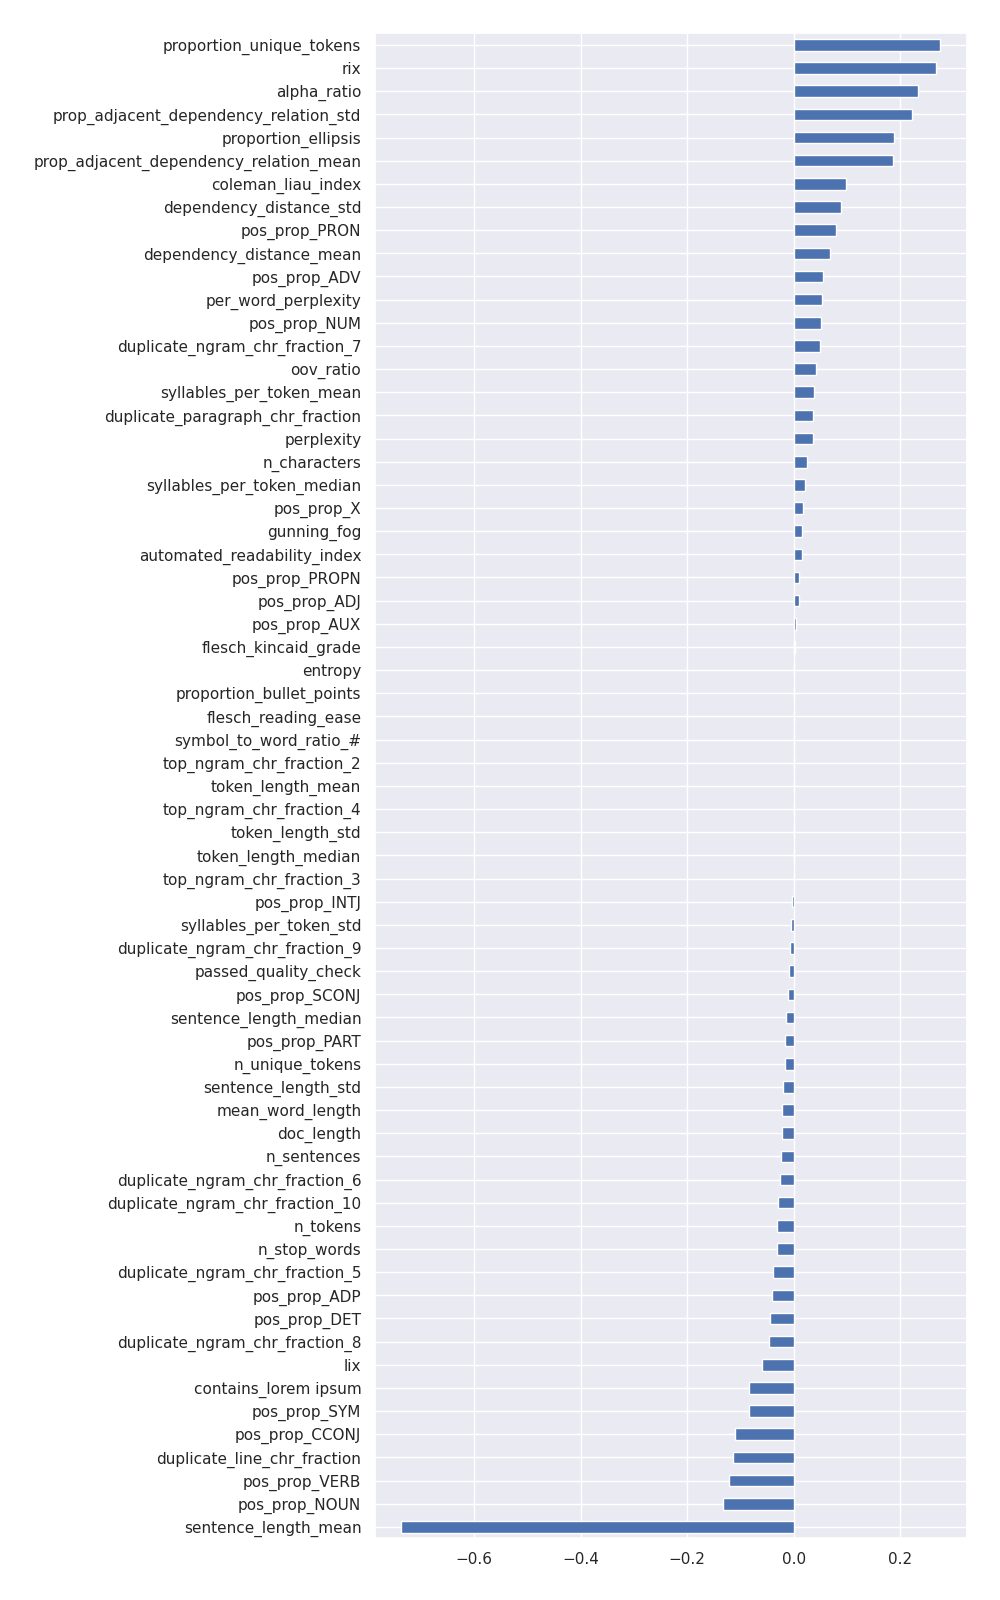 proportion_unique_tokens
rix
alpha_ratio
prop_adjacent_dependency_relation_std
proportion_ellipsis
prop_adjacent_dependency_relation_mean
coleman_liau_index
dependency_distance_std
pos_prop_PRON
dependency_distance_mean
pos_prop_ADV
per_word_perplexity
pos_prop_NUM
duplicate_ngram_chr_fraction_7
oov_ratio
syllables_per_token_mean
duplicate_paragraph_chr_fraction
perplexity
n_characters
syllables_per_token_median
pos_prop_X
gunning_fog
automated_readability_index
pos_prop_PROPN
pos_prop_ADJ
pos_prop_AUX
flesch_kincaid_grade
entropy
proportion_bullet_points
flesch_reading_ease
symbol_to_word_ratio_#
top_ngram_chr_fraction_2
token_length_mean
top_ngram_chr_fraction_4
token_length_std
token_length_median
top_ngram_chr_fraction_3
pos_prop_INTJ
syllables_per_token_std
duplicate_ngram_chr_fraction_9
passed_quality_check
pos_prop_SCONJ
sentence_length_median
pos_prop_PART
n_unique_tokens
sentence_length_std
mean_word_length
doc_length
n_sentences
duplicate_ngram_chr_fraction_6
duplicate_ngram_chr_fraction_10
n_tokens
n_stop_words
duplicate_ngram_chr_fraction_5
pos_prop_ADP
pos_prop_DET
duplicate_ngram_chr_fraction_8
lix
contains_lorem ipsum
pos_prop_SYM
pos_prop_CCONJ
duplicate_line_chr_fraction
pos_prop_VERB
pos_prop_NOUN
sentence_length_mean
−0.6 −0.4 −0.2 0.0 0.2